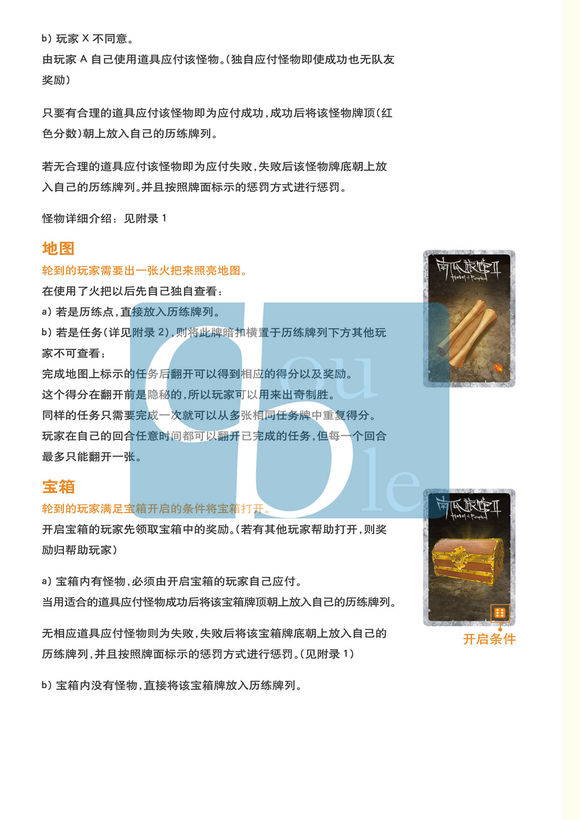 b) 玩家 X 不同意。
由玩家 A 自己使用道具应付该怪物。(独自应付怪物即使成功也无队友
奖励)
只要有合理的道具应付该怪物即为应付成功,成功后将该怪物牌顶(红
色分数)朝上放入自己的历练牌列。
若无合理的道具应付该怪物即为应付失败,失败后该怪物牌底朝上放
入自己的历练牌列。并且按照牌面标示的惩罚方式进行惩罚。
怪物详细介绍：见附录 1
地图
轮到的玩家需要出一张火把来照亮地图。
在使用了火把以后先自己独自查看:
a) 若是历练点,直接放入历练牌列。
b) 若是任务(详见附录 2),则将此牌暗扣横置于历练牌列下方其他玩
家不可查看;
完成地图上标示的任务后翻开可以得到相应的得分以及奖励。
这个得分在翻开前是隐秘的,所以玩家可以用来出奇制胜。
同样的任务只需要完成一次就可以从多张相同任务牌中重复得分。
玩家在自己的回合任意时间都可以翻开已完成的任务,但每一个回合
最多只能翻开一张。
宝箱
轮到的玩家满足宝箱开启的条件将宝箱打开。
开启宝箱的玩家先领取宝箱中的奖励。(若有其他玩家帮助打开,则奖
励归帮助玩家)
a) 宝箱内有怪物,必须由开启宝箱的玩家自己应付。
当用适合的道具应付怪物成功后将该宝箱牌顶朝上放入自己的历练牌列。
无相应道具应付怪物则为失败,失败后将该宝箱牌底朝上放入自己的
历练牌列,并且按照牌面标示的惩罚方式进行惩罚。(见附录 1)
b) 宝箱内没有怪物,直接将该宝箱牌放入历练牌列。
开启条件
double